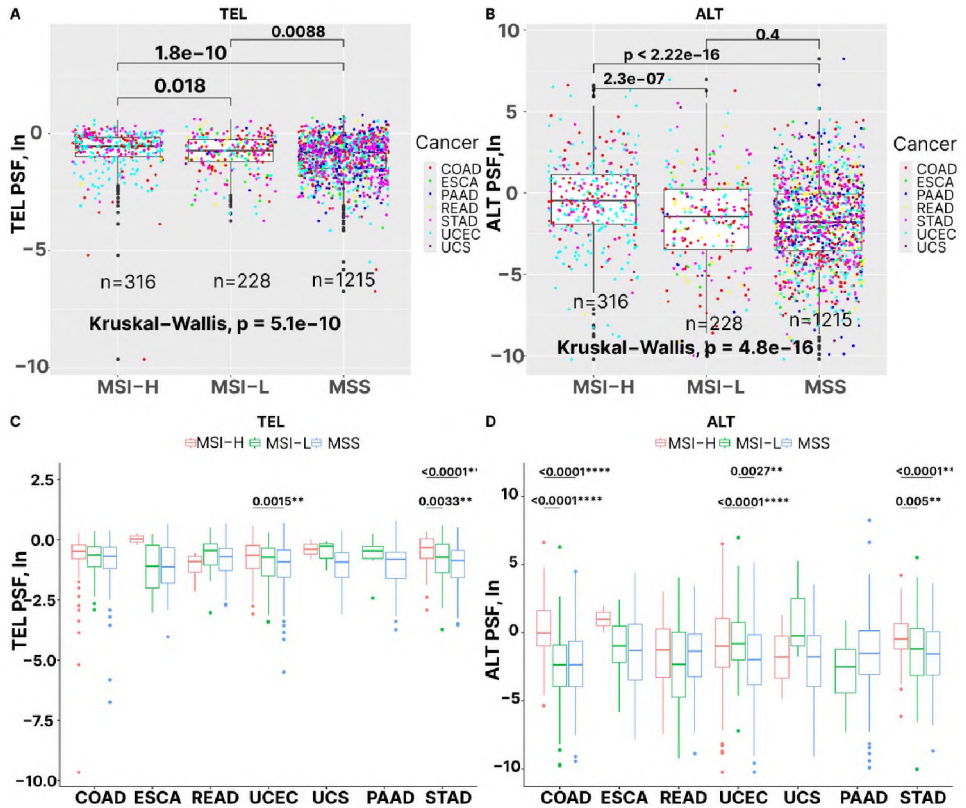 A
TEL
0.0088
1.8e−10
0.018
0
−5
−10
TEL PSF, ln
n=316
n=228
n=1215
Kruskal−Wallis, p = 5.1e−10
MSI−H
MSI−L
MSS
Cancer
COAD
ESCA
PAAD
READ
STAD
UCEC
UCS
B
ALT
0.4
p < 2.22e−16
2.3e−07
10
5
0
−5
−10
ALT PSF,ln
n=316
n=228
n=1215
Kruskal−Wallis, p = 4.8e−16
MSI−H
MSI−L
MSS
Cancer
COAD
ESCA
PAAD
READ
STAD
UCEC
UCS
C
TEL
MSI−H MSI−L MSS
2.5
0.0
−2.5
−5.0
−7.5
−10.0
TEL PSF, ln
0.0015**
<0.0001**
0.0033**
COAD ESCA READ UCEC UCS PAAD STAD
D
ALT
MSI−H MSI−L MSS
10
5
0
−5
−10
ALT PSF, ln
<0.0001****
<0.0001****
0.0027**
<0.0001****
<0.0001**
0.005**
COAD ESCA READ UCEC UCS PAAD STAD